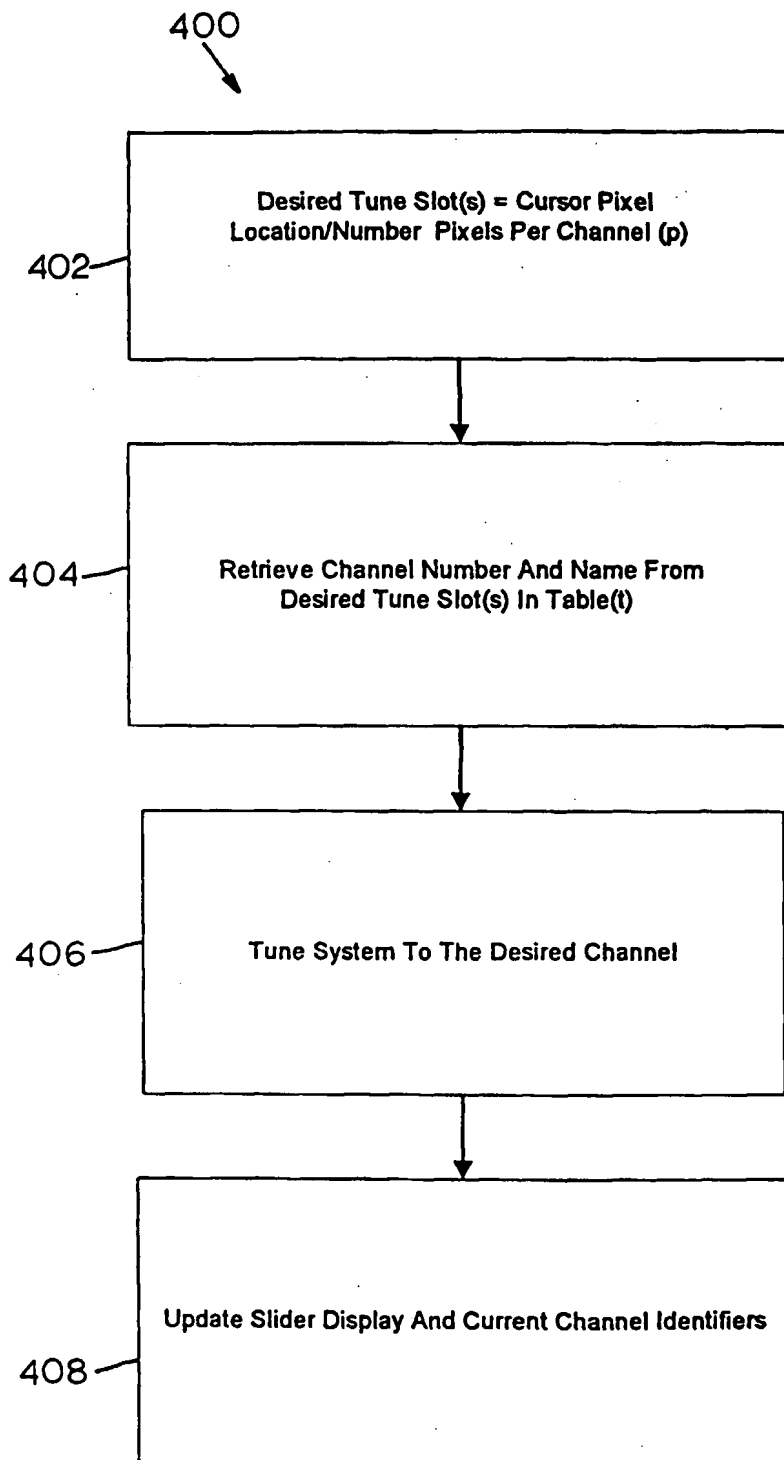 400
Desired Tune Slot(s) = Cursor Pixel
Location/Number Pixels Per Channel (p)
402
Retrieve Channel Number And Name From
Desired Tune Slot(s) In Table(t)
404
Tune System To The Desired Channel
406
Update Slider Display And Current Channel Identifiers
408